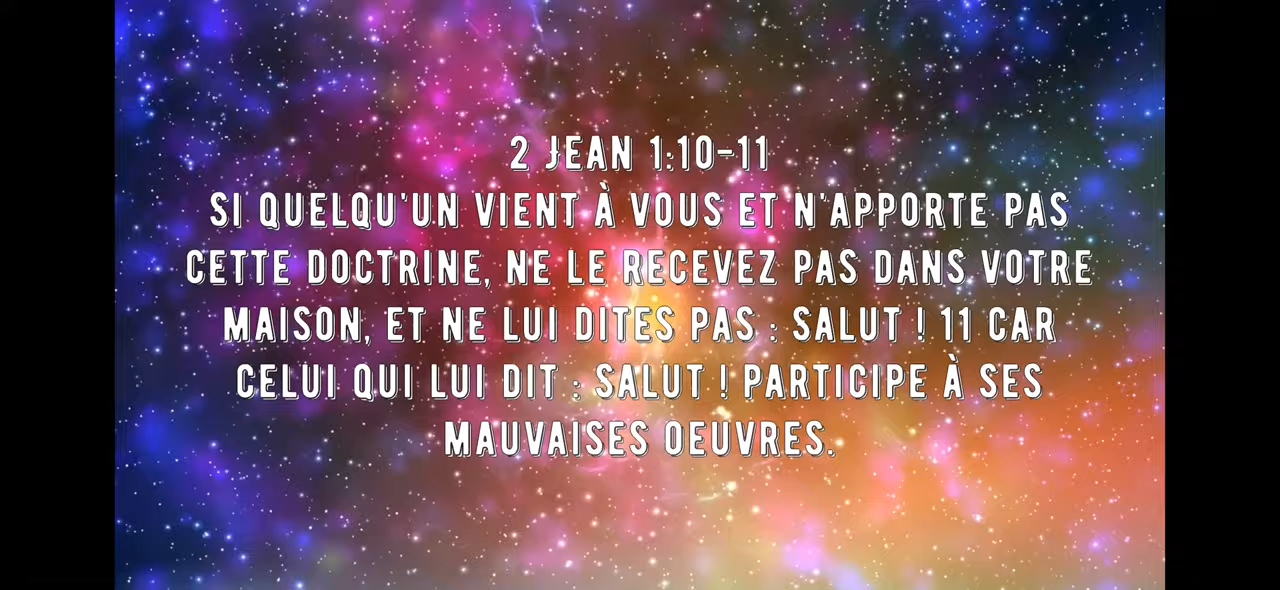 2 JEAN 1:10-11
SI QUELQU'UN VIENT À VOUS ET N'APPORTE PAS
CETTE DOCTRINE, NE LE RECEVEZ PAS DANS VOTRE
MAISON, ET NE LUI DITES PAS : SALUT ! 11 CAR
CELUI QUI LUI DIT : SALUT ! PARTICIPE À SES
MAUVAISES OEUVRES.